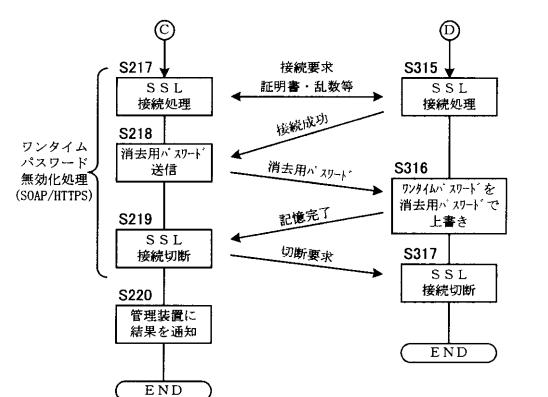 C
D
S217
SSL
接続処理
接続要求
証明書・乱数等
S315
SSL
接続処理
接続成功
S218
消去用ﾊﾟｽﾜｰﾄﾞ
送信
消去用ﾊﾟｽﾜｰﾄﾞ
ワンタイム
パスワード
無効化処理
(SOAP/HTTPS)
S316
ﾜﾝﾀｲﾑﾊﾟｽﾜｰﾄﾞを
消去用ﾊﾟｽﾜｰﾄﾞで
上書き
記憶完了
S219
SSL
接続切断
切断要求
S317
SSL
接続切断
S220
管理装置に
結果を通知
END
END